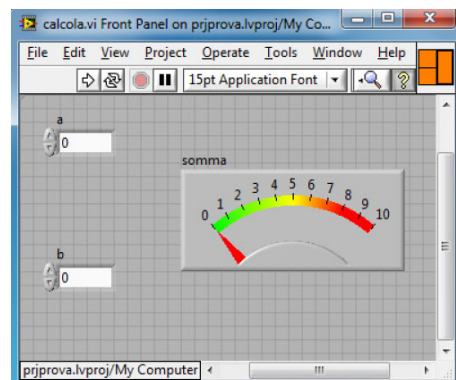 calcola.vi Front Panel on prjprova.lvproj/My Co...
File Edit View Project Operate Tools Window Help
15pt Application Font
a
0
somma
0 1 2 3 4 5 6 7 8 9 10
b
0
prjprova.lvproj/My Computer